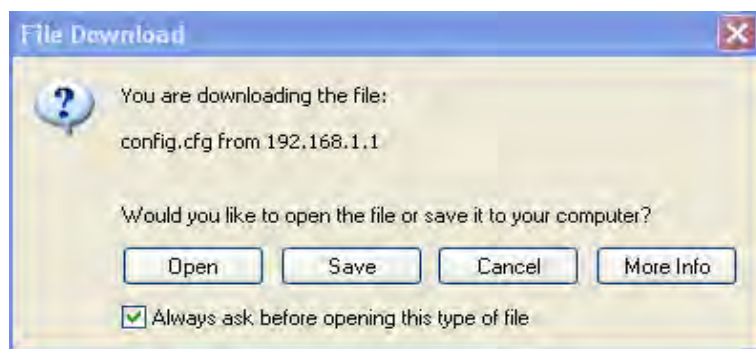 File Download
You are downloading the file:
config.cfg from 192.168.1.1
Would you like to open the file or save it to your computer?
Open Save Cancel More Info
Always ask before opening this type of file